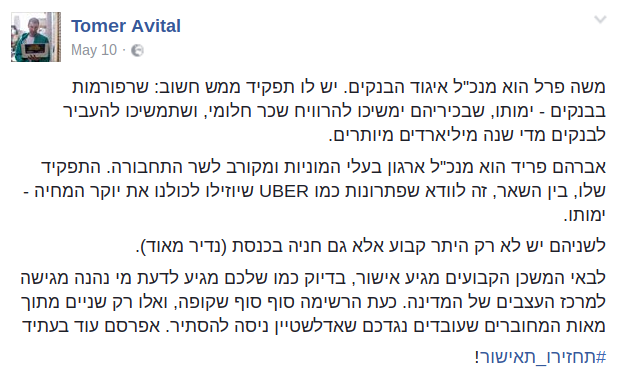 Tomer Avital
May 10 ·
משה פרל הוא מנכ"ל איגוד הבנקים. יש לו תפקיד ממש חשוב: שרפורמות
בבנקים - ימותו, שבכיריהם ימשיכו להרוויח שכר חלומי, ושתמשיכו להעביר
לבנקים מדי שנה מיליארדים מיותרים.
אברהם פריד הוא מנכ"ל ארגון בעלי המוניות ומקורב לשר התחבורה. התפקיד
שלו, בין השאר, זה לוודא שפתרונות כמו UBER שיוזילו לכולנו את יוקר המחיה -
ימותו.
לשניהם יש לא רק היתר קבוע אלא גם חניה בכנסת (נדיר מאוד).
לבאי המשכן הקבועים מגיע אישור, בדיוק כמו שלכם מגיע לדעת מי נהנה מגישה
למרכז העצבים של המדינה. כעת הרשימה סוף סוף שקופה, ואלו רק שניים מתוך
מאות המחוברים שעובדים נגדכם שאדלשטיין ניסה להסתיר. אפרסם עוד בעתיד
#תחזירו_תאישור!